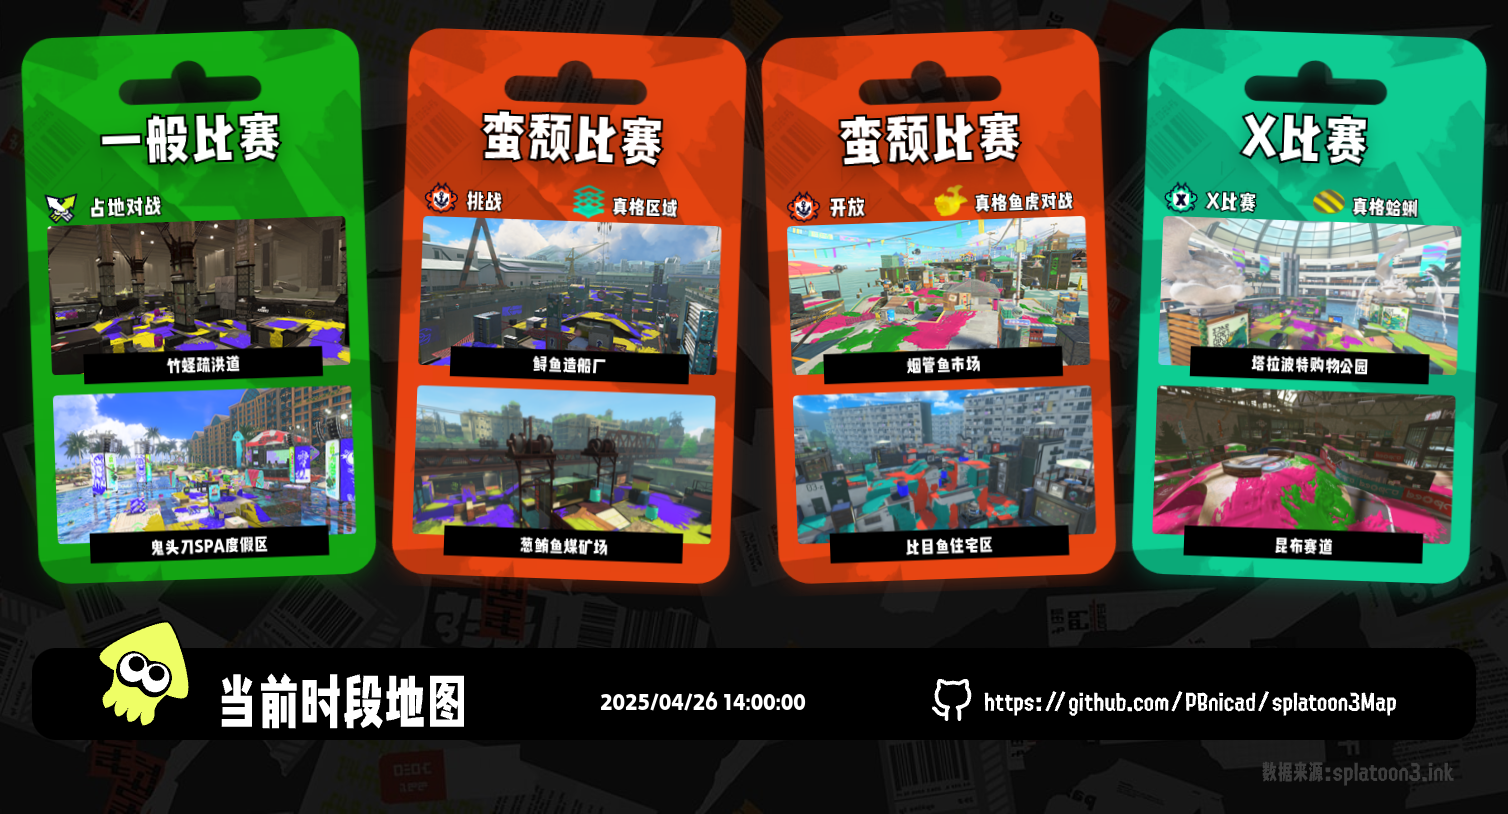 一般比赛
占地对战
竹蛏疏洪道
鬼头刀SPA度假区
蛮颓比赛
挑战
真格区域
鲟鱼造船厂
葱鲔鱼煤矿场
蛮颓比赛
开放
真格鱼虎对战
烟管鱼市场
比目鱼住宅区
X比赛
X比赛
真格蛤蜊
塔拉波特购物公园
昆布赛道
当前时段地图
2025/04/26 14:00:00
https://github.com/PBnicad/splatoon3Map
数据来源:splatoon3.ink